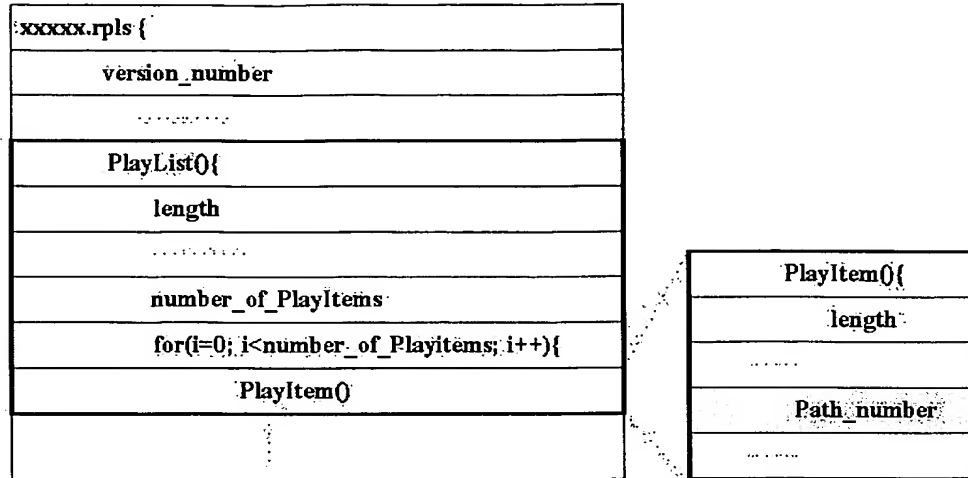 xxxxx.rpls {
version_number
.........
PlayList(){
length
.........
number_of_PlayItems
for(i=0; i<number_of_Playitems; i++){
PlayItem()
PlayItem(){
length
......
Path_number
......